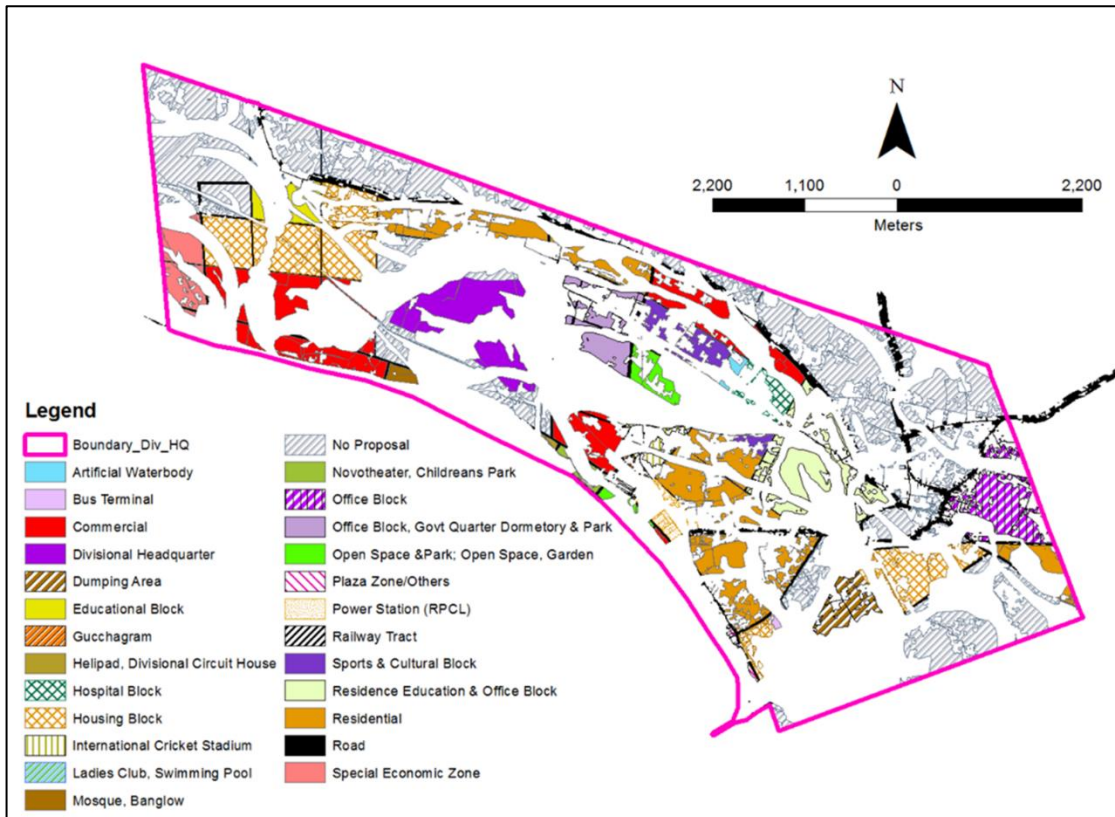 N
2,200 1,100 0 2,200
Meters
Legend
Boundary_Div_HQ
Artificial Waterbody
Bus Terminal
Commercial
Divisional Headquarter
Dumping Area
Educational Block
Gucchagram
Helipad, Divisional Circuit House
Hospital Block
Housing Block
International Cricket Stadium
Ladies Club, Swimming Pool
Mosque, Banglow
No Proposal
Novotheater, Childreans Park
Office Block
Office Block, Govt Quarter Dormetory & Park
Open Space &Park; Open Space, Garden
Plaza Zone/Others
Power Station (RPCL)
Railway Tract
Sports & Cultural Block
Residence Education & Office Block
Residential
Road
Special Economic Zone